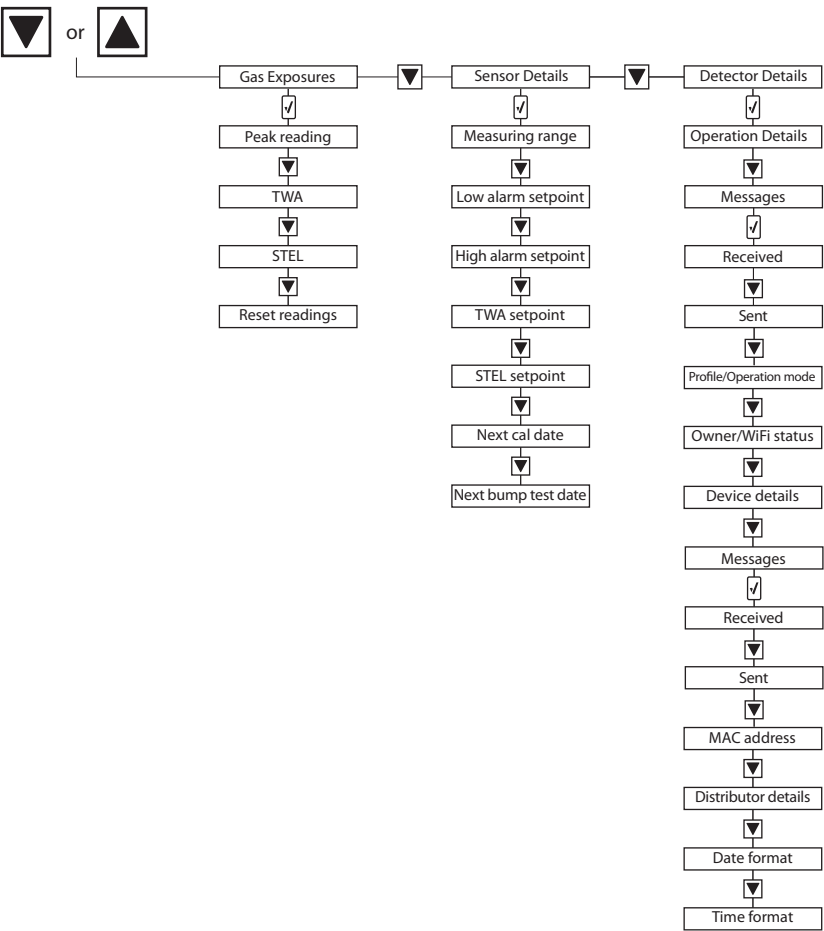 or
Gas Exposures
Peak reading
TWA
STEL
Reset readings
Sensor Details
Measuring range
Low alarm setpoint
High alarm setpoint
TWA setpoint
STEL setpoint
Next cal date
Next bump test date
Detector Details
Operation Details
Messages
Received
Sent
Profile/Operation mode
Owner/WiFi status
Device details
Messages
Received
Sent
MAC address
Distributor details
Date format
Time format